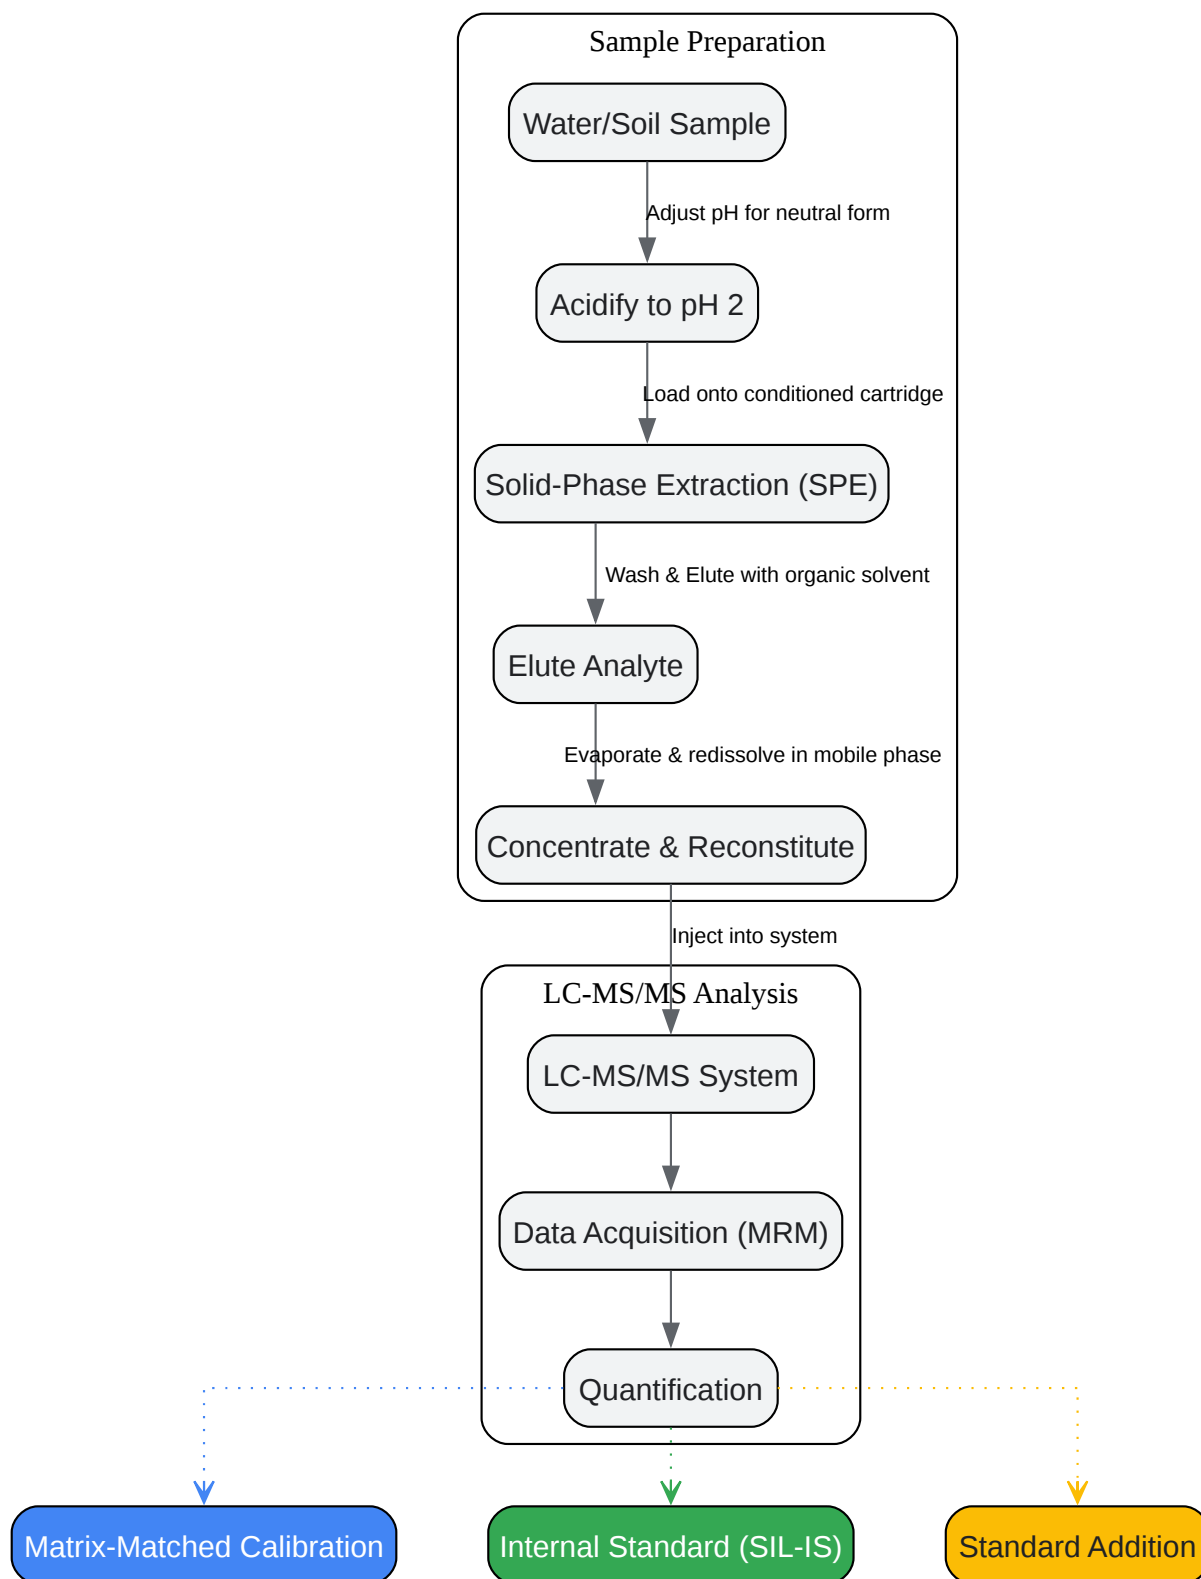 Sample Preparation
Water/Soil Sample
Adjust pH for neutral form
Acidify to pH 2
Load onto conditioned cartridge
Solid-Phase Extraction (SPE)
Wash & Elute with organic solvent
Elute Analyte
Evaporate & redissolve in mobile phase
Concentrate & Reconstitute
Inject into system
LC-MS/MS Analysis
LC-MS/MS System
Data Acquisition (MRM)
Quantification
Matrix-Matched Calibration
Internal Standard (SIL-IS)
Standard Addition